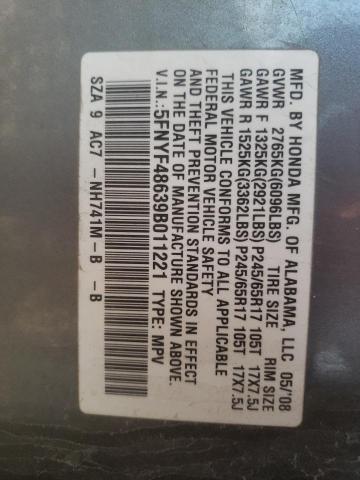 MFD. BY HONDA MFG. OF ALABAMA, LLC 05/'08
GVWR 2765KG(6096LBS) TIRE SIZE RIM SIZE
GAWR F 1325KG(2921LBS) P245/65R17 105T 17X7.5J
GAWR R 1525KG(3362LBS) P245/65R17 105T 17X7.5J
THIS VEHICLE CONFORMS TO ALL APPLICABLE
FEDERAL MOTOR VEHICLE SAFETY
AND THEFT PREVENTION STANDARDS IN EFFECT
ON THE DATE OF MANUFACTURE SHOWN ABOVE.
V.I.N.:5FNYF48639B011221 TYPE: MPV
SZA 9 AC7 -NH741M-B -B